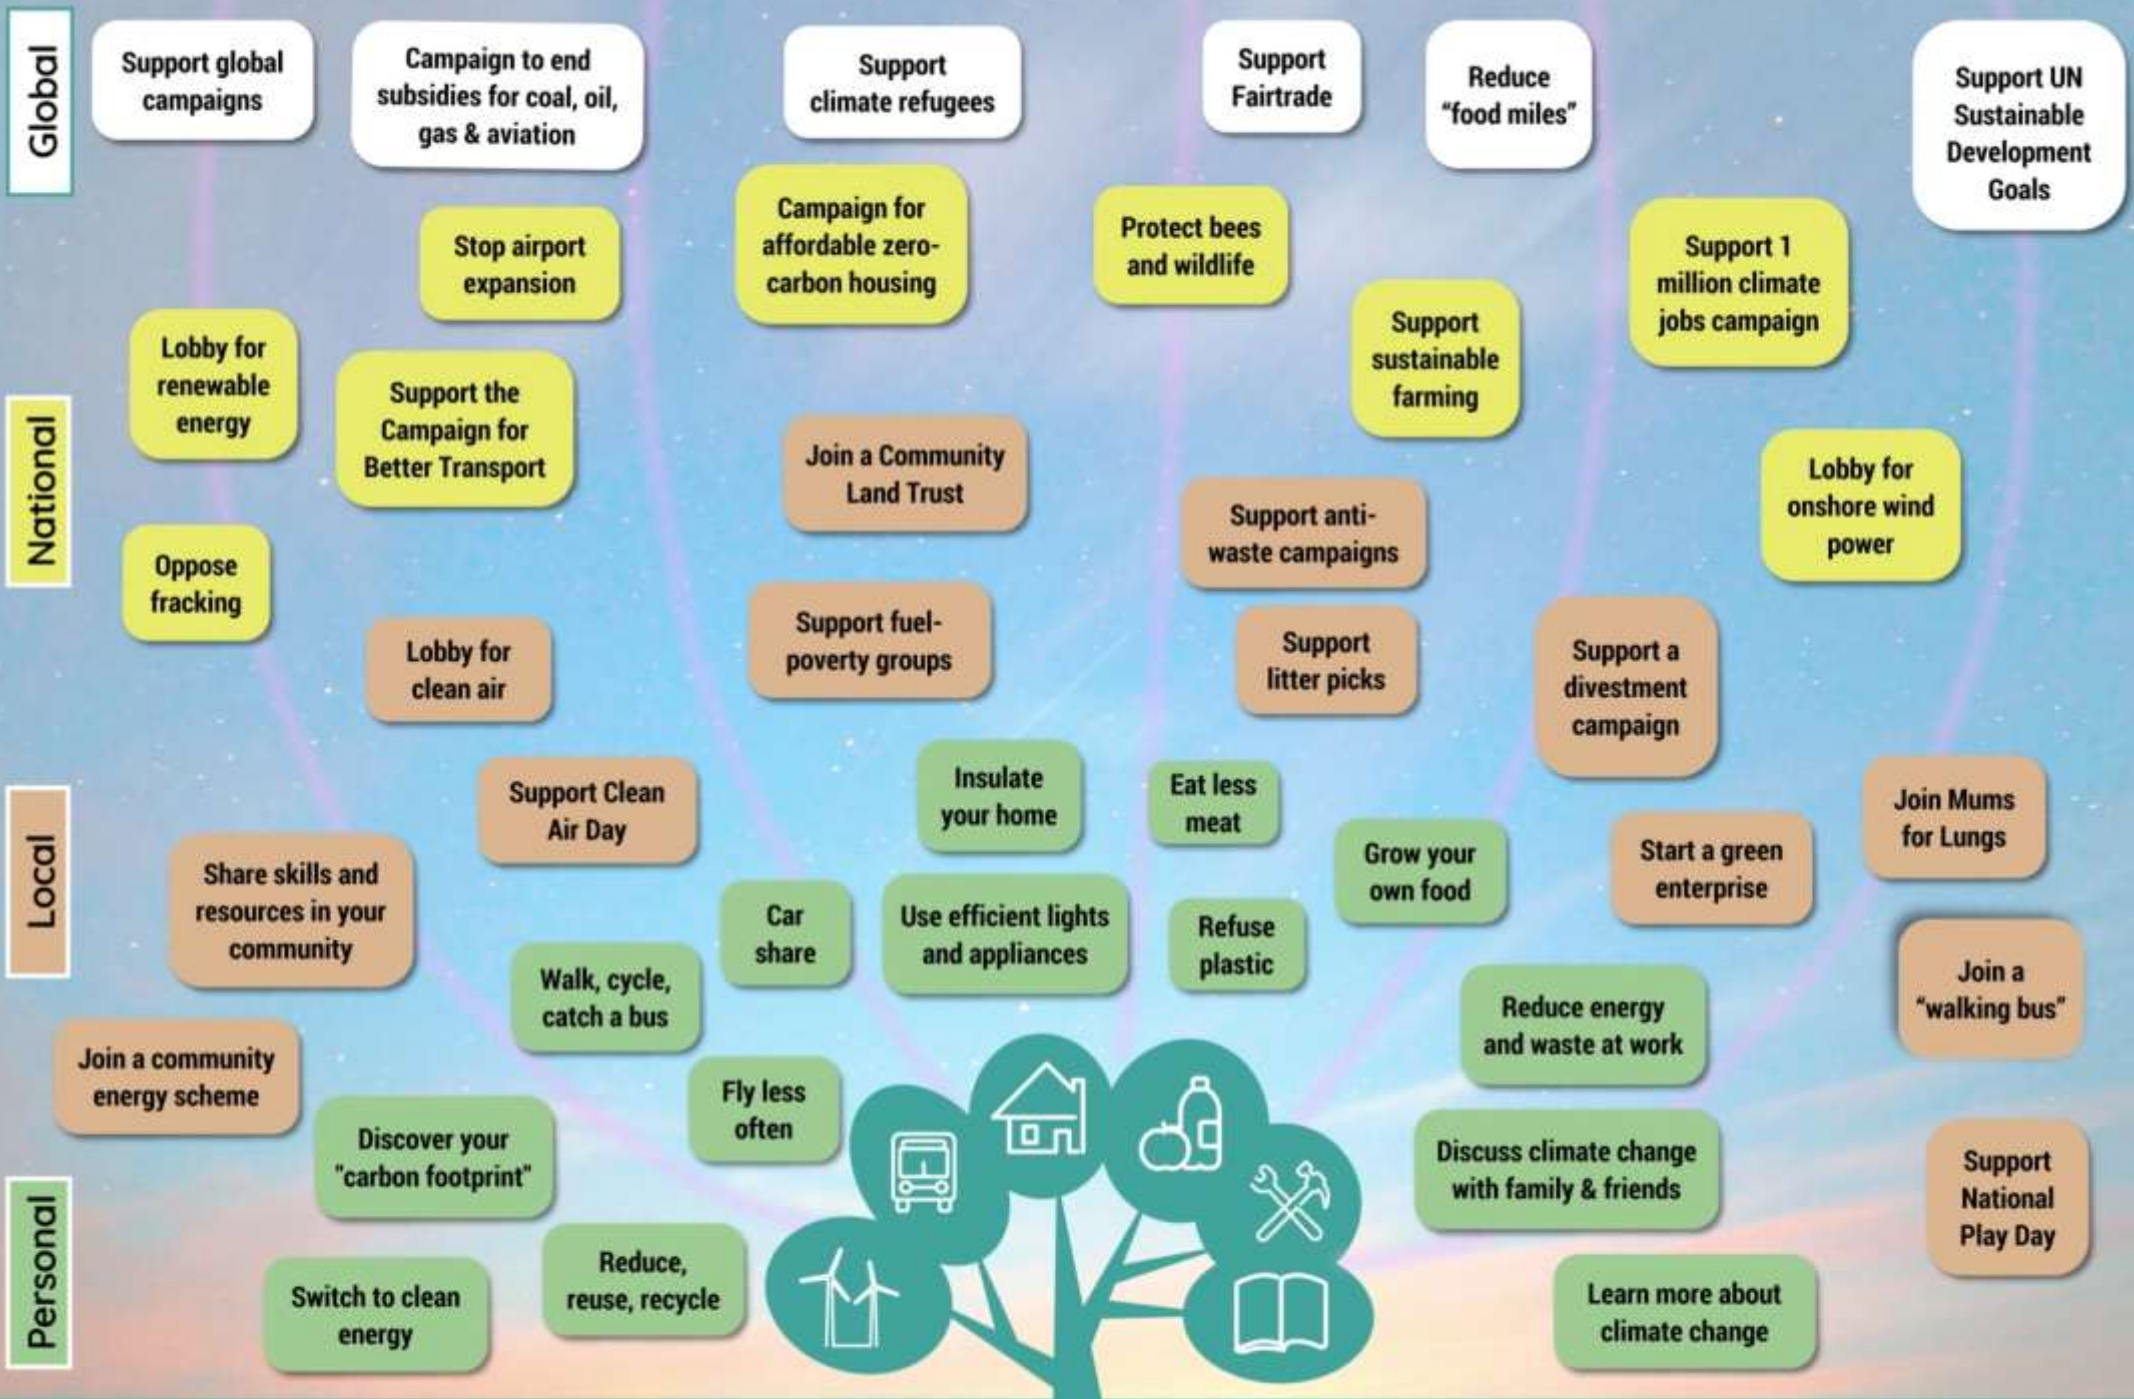 Global
Support global
campaigns
Campaign to end
subsidies for coal, oil,
gas & aviation
Support
climate refugees
Support
Fairtrade
Reduce
“food miles”
Support UN
Sustainable
Development
Goals
National
Stop airport
expansion
Campaign for
affordable zero-
carbon housing
Protect bees
and wildlife
Support 1
million climate
jobs campaign
Support
sustainable
farming
Lobby for
renewable
energy
Support the
Campaign for
Better Transport
Join a Community
Land Trust
Support anti-
waste campaigns
Lobby for
onshore wind
power
Oppose
fracking
Lobby for
clean air
Support fuel-
poverty groups
Support
litter picks
Support a
divestment
campaign
Local
Support Clean
Air Day
Insulate
your home
Eat less
meat
Join Mums
for Lungs
Share skills and
resources in your
community
Car
share
Use efficient lights
and appliances
Refuse
plastic
Grow your
own food
Start a green
enterprise
Walk, cycle,
catch a bus
Reduce energy
and waste at work
Join a
“walking bus”
Join a community
energy scheme
Fly less
often
Personal
Discover your
"carbon footprint"
Discuss climate change
with family & friends
Support
National
Play Day
Switch to clean
energy
Reduce,
reuse, recycle
Learn more about
climate change